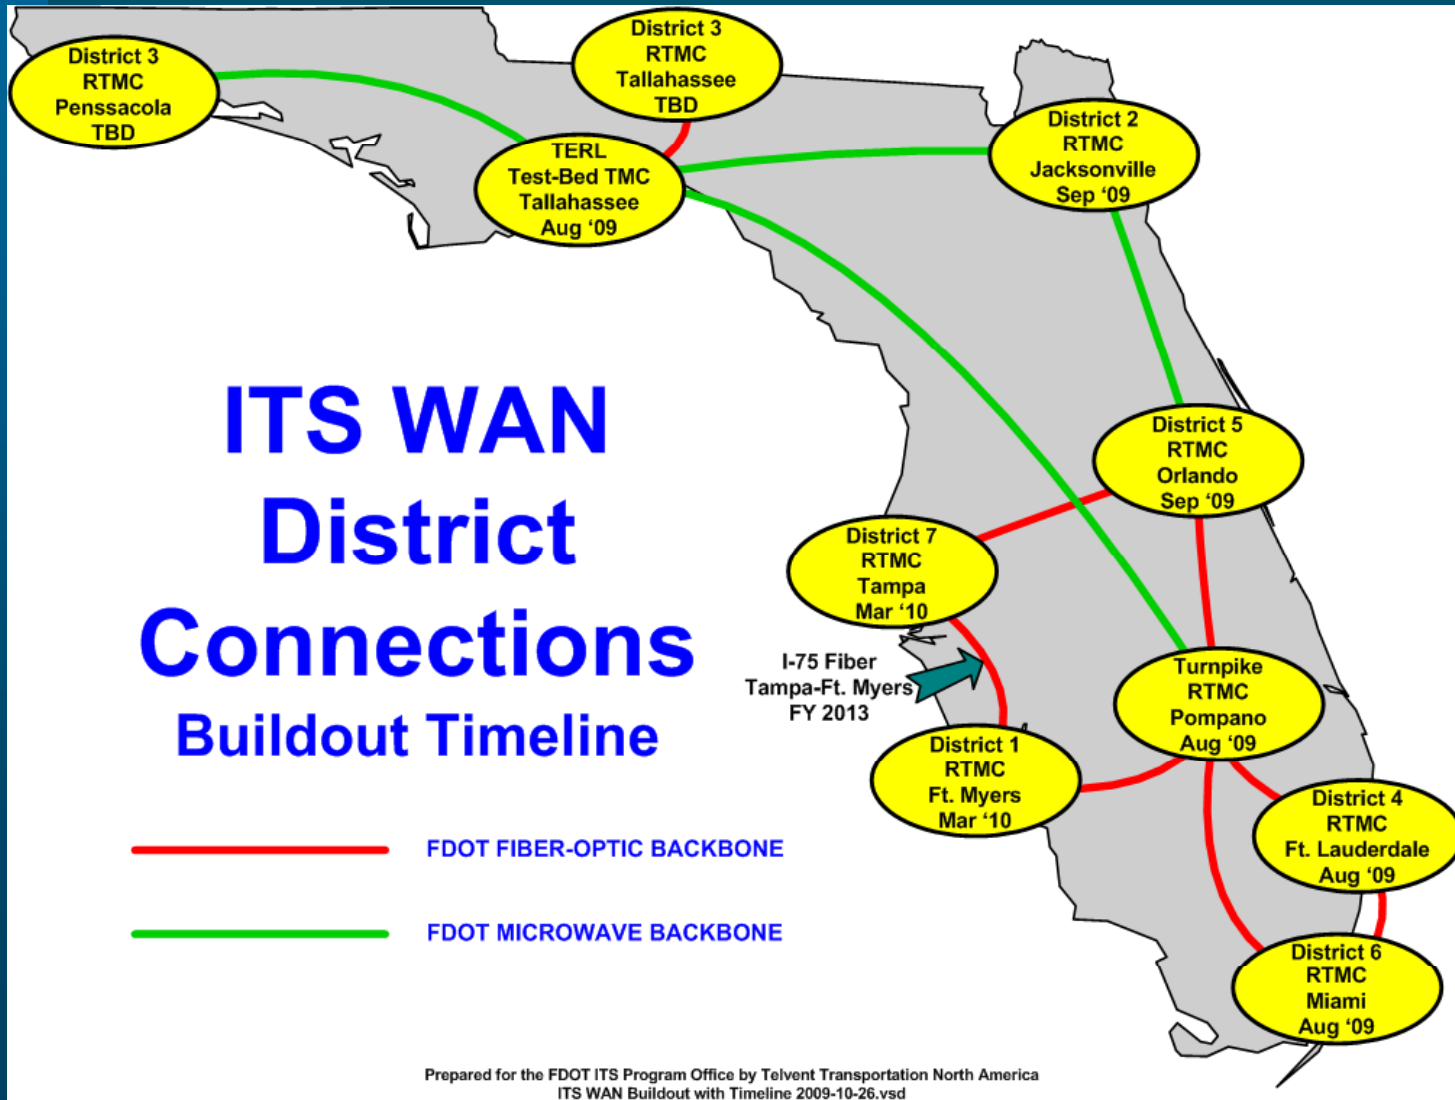 District 3
RTMC
Penssacola
TBD
District 3
RTMC
Tallahassee
TBD
TERL
Test-Bed TMC
Tallahassee
Aug ‘09
District 2
RTMC
Jacksonville
Sep ‘09
ITS WAN
District
Connections
Buildout Timeline
District 5
RTMC
Orlando
Sep ‘09
District 7
RTMC
Tampa
Mar ‘10
I-75 Fiber
Tampa-Ft. Myers
FY 2013
Turnpike
RTMC
Pompano
Aug ‘09
District 1
RTMC
Ft. Myers
Mar ‘10
District 4
RTMC
Ft. Lauderdale
Aug ‘09
District 6
RTMC
Miami
Aug ‘09
FDOT FIBER-OPTIC BACKBONE
FDOT MICROWAVE BACKBONE
Prepared for the FDOT ITS Program Office by Telvent Transportation North America
ITS WAN Buildout with Timeline 2009-10-26.vsd